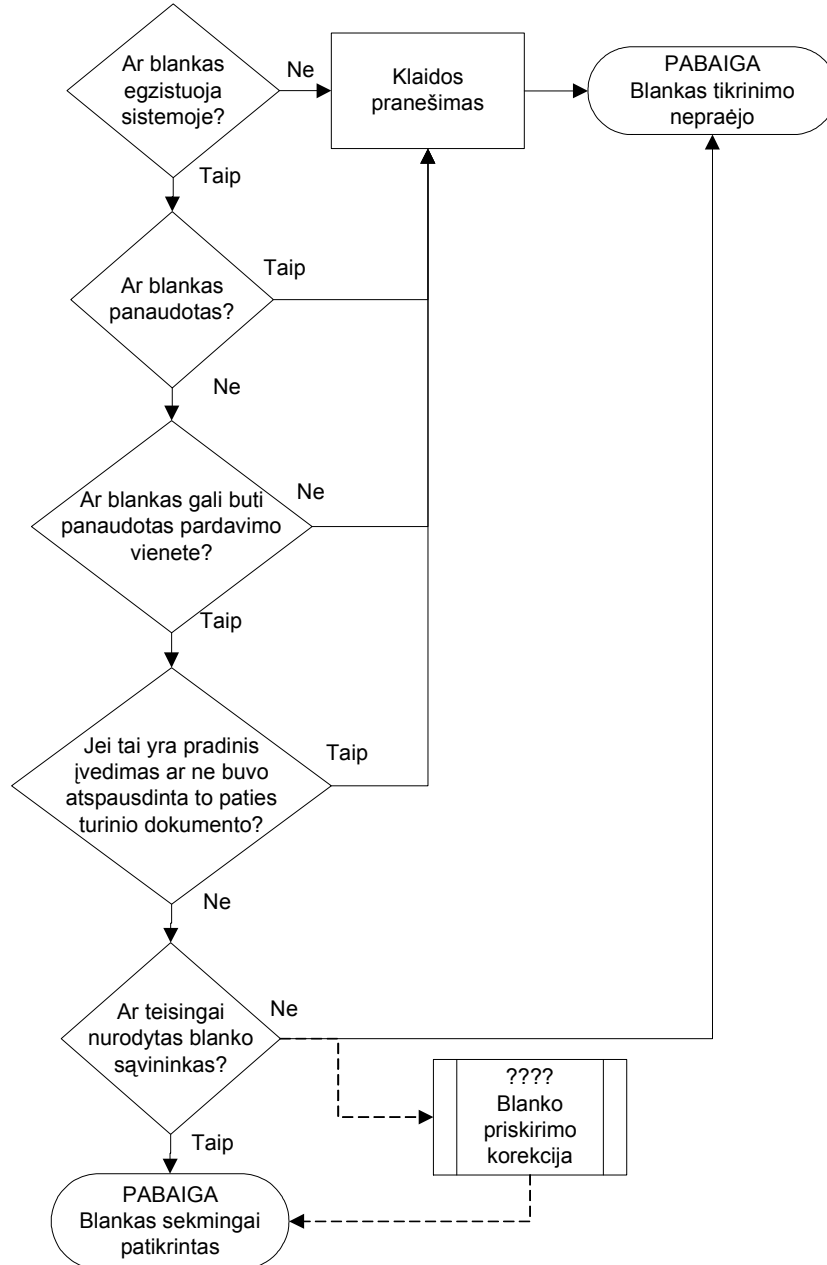 Ar blankas
egzistuoja
sistemoje?
Ne
Klaidos
pranešimas
PABAIGA
Blankas tikrinimo
nepraėjo
Taip
Ar blankas
panaudotas?
Taip
Ne
Ar blankas gali buti
panaudotas pardavimo
vienete?
Ne
Taip
Jei tai yra pradinis
įvedimas ar ne buvo
atspausdinta to paties
turinio dokumento?
Taip
Ne
Ar teisingai
nurodytas blanko
sąvininkas?
Ne
????
Blanko
priskirimo
korekcija
Taip
PABAIGA
Blankas sekmingai
patikrintas